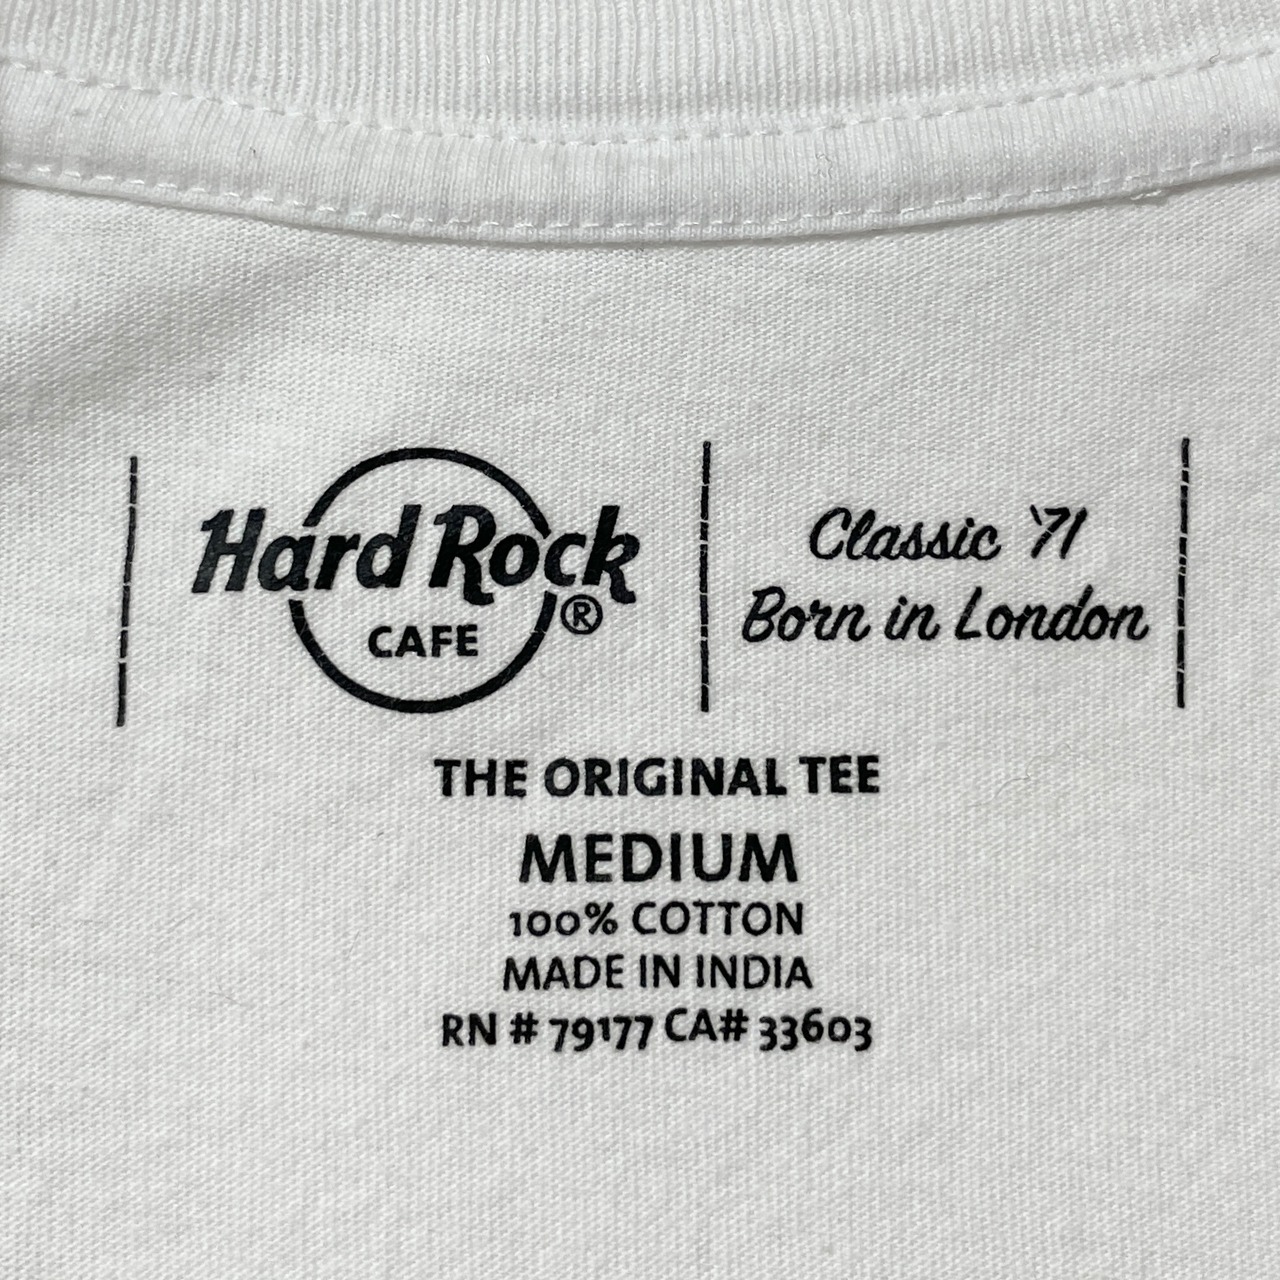 Hard Rock
CAFE
®
Classic '71
Born in London
THE ORIGINAL TEE
MEDIUM
100% COTTON
MADE IN INDIA
RN # 79177 CA# 33603